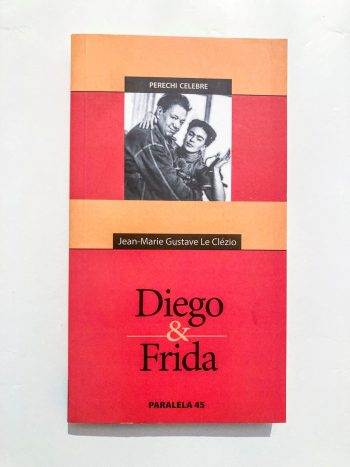 PERECHI CELEBRE
Jean-Marie Gustave Le Clézio
Diego
&
Frida
PARALELA 45